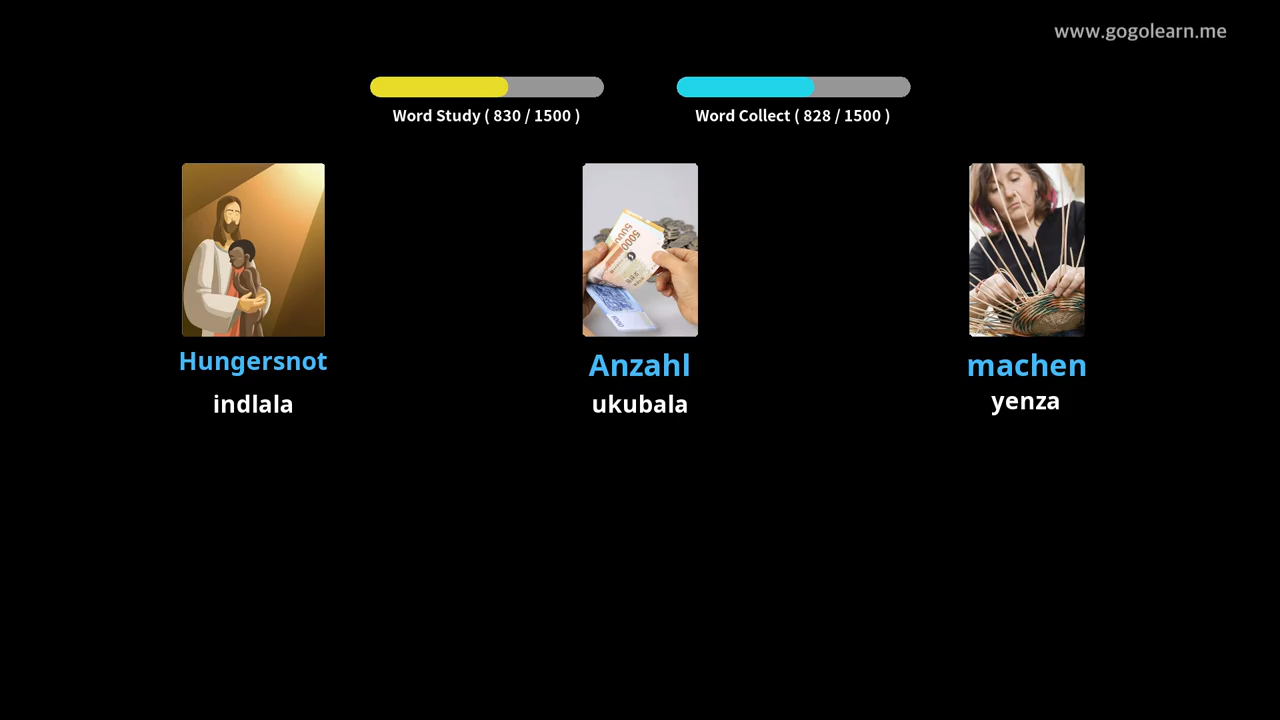 www.gogolearn.me
Word Study ( 830 / 1500 )
Word Collect ( 828 / 1500 )
Hungersnot
Anzahl
machen
indlala
ukubala
yenza